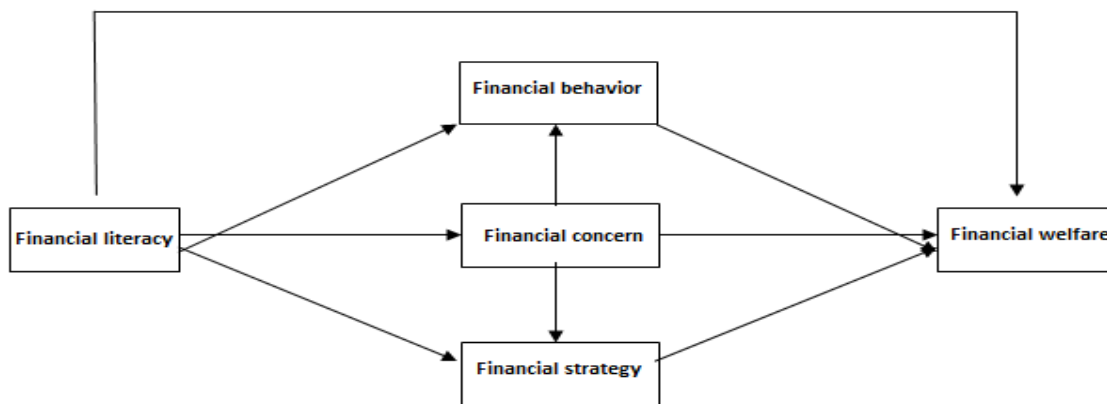 Financial behavior
Financial literacy
Financial concern
Financial welfare
Financial strategy